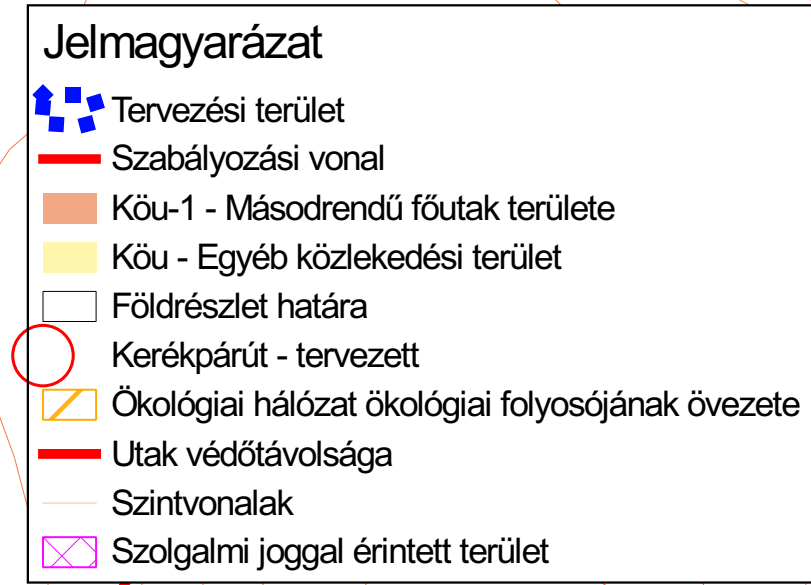 Jelmagyarázat
Tervezési terület
Szabályozási vonal
Köu-1 - Másodrendű főutak területe
Köu - Egyéb közlekedési terület
Földrészlet határa
Kerékpárút - tervezett
Ökológiai hálózat ökológiai folyosójának övezete
Utak védőtávolsága
Szintvonalak
Szolgalmi joggal érintett terület